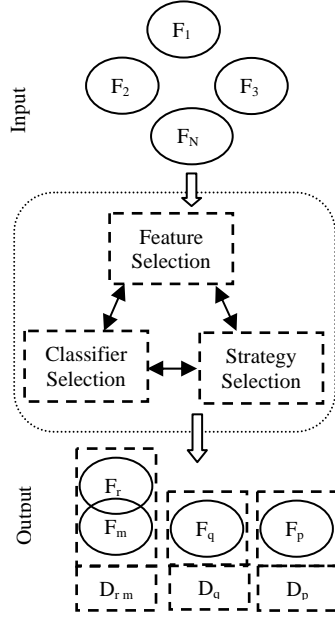 Input
F1
F2
F3
FN
Feature
Selection
Classifier
Selection
Strategy
Selection
Output
Fr
Fm
Fq
Fp
Dr m
Dq
Dp